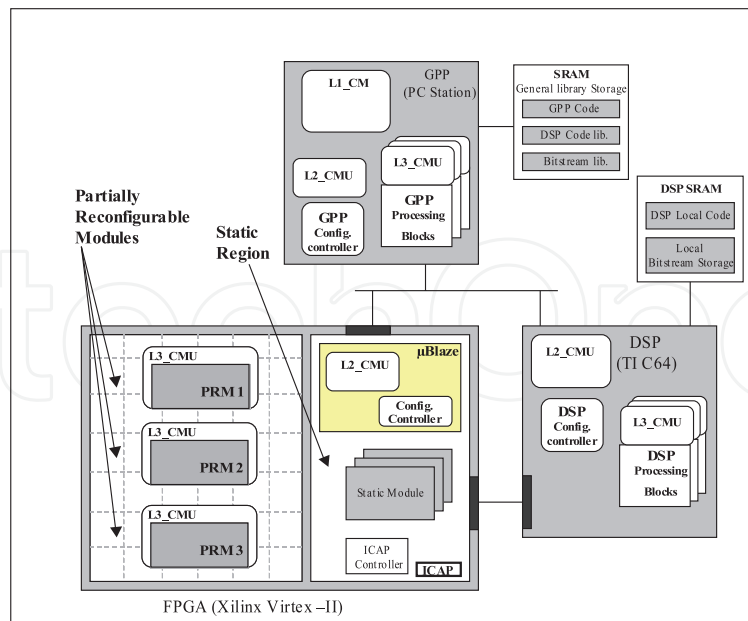 GPP
(PC Station)
L1_CM
L2_CMU
L3_CMU
GPP
Config.
controller
GPP
Processing
Blocks
SRAM
General library Storage
GPP Code
DSP Code lib.
Bitstream lib.
DSP SRAM
DSP Local Code
Local
Bitstream Storage
Partially
Reconfigurable
Modules
Static
Region
L3_CMU
PRM 1
L3_CMU
PRM 2
L3_CMU
PRM 3
µBlaze
L2_CMU
Config.
Controller
Static Module
ICAP
Controller
ICAP
DSP
(TI C64)
L2_CMU
DSP
Config.
controller
L3_CMU
DSP
Processing
Blocks
FPGA (Xilinx Virtex –II)